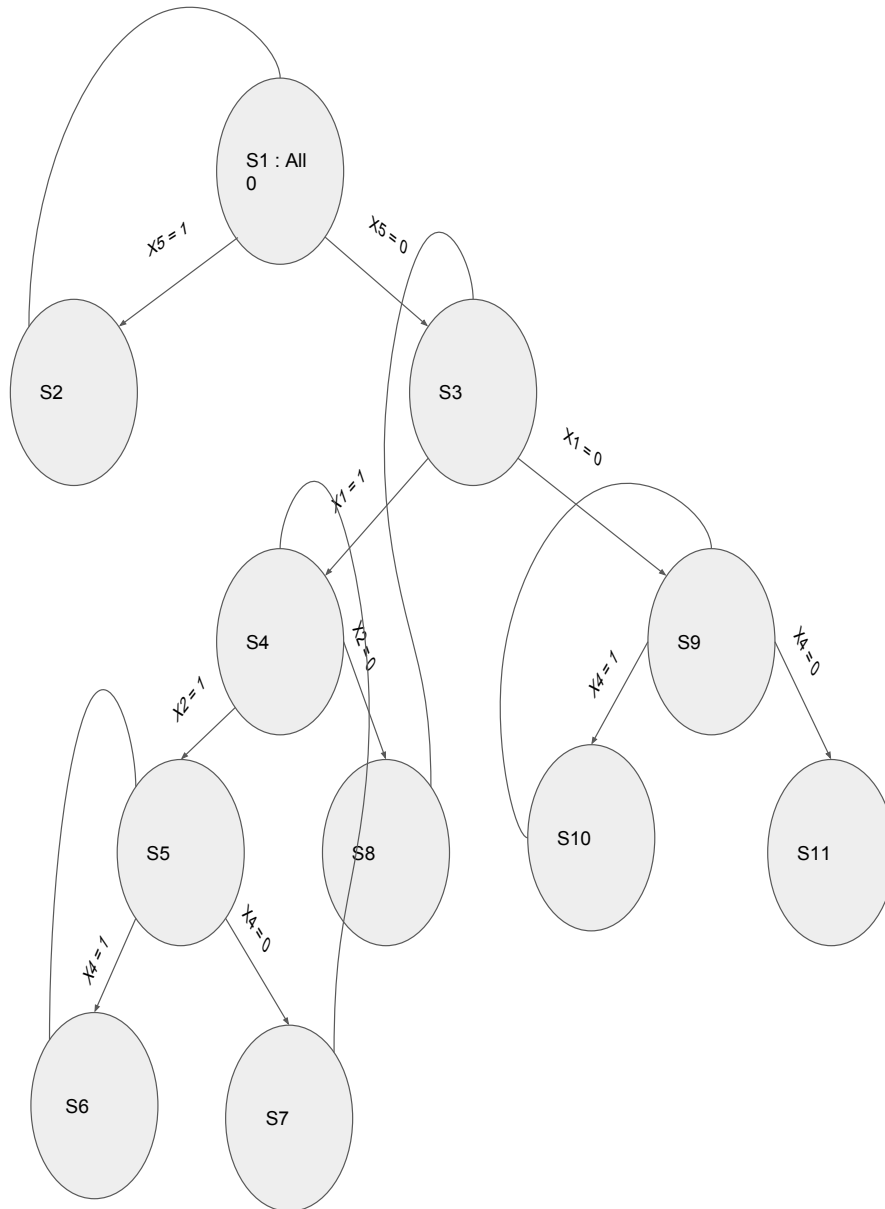 S1 : All
0
X5 = 1
X5 = 0
S2
S3
X1 = 1
X1 = 0
S4
S9
X2 = 1
X2 = 0
X4 = 1
X4 = 0
S5
S8
S10
S11
X4 = 1
X4 = 0
S6
S7